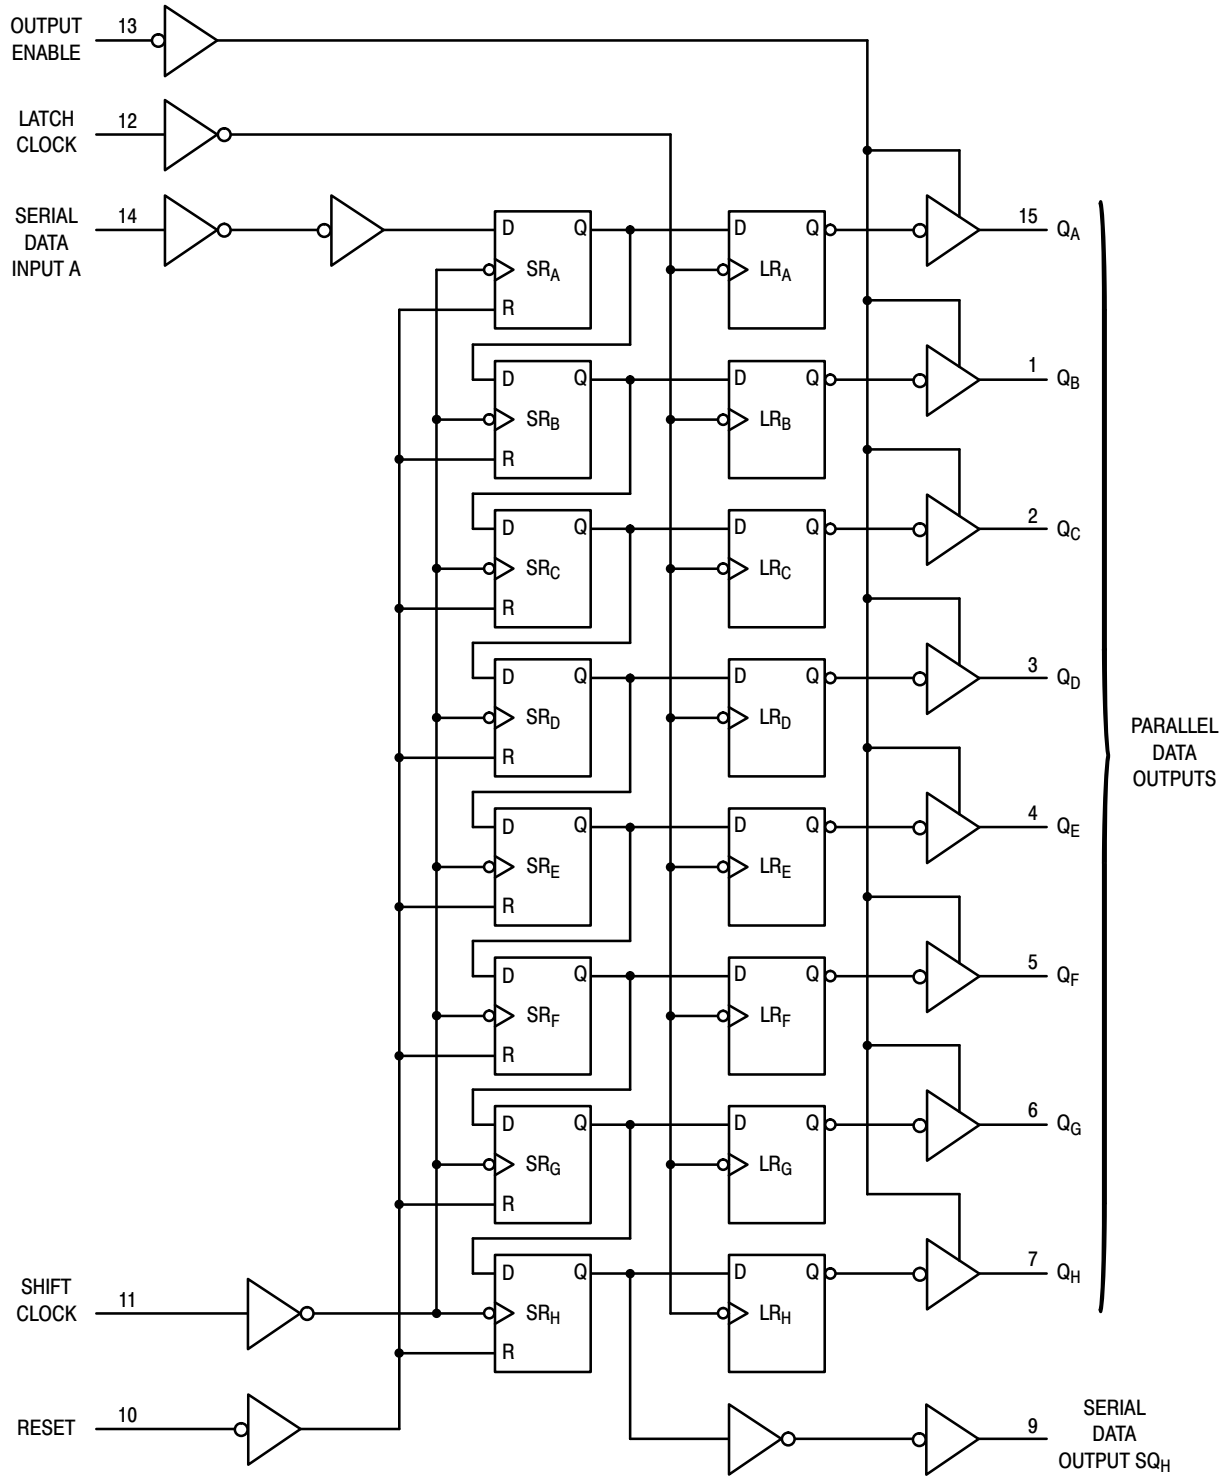 OUTPUT
ENABLE
13
LATCH
CLOCK
12
SERIAL
DATA
INPUT A
14
D
Q
SRA
R
D
Q
LRA
15
QA
D
Q
SRB
R
D
Q
LRB
1
QB
D
Q
SRC
R
D
Q
LRC
2
QC
D
Q
SRD
R
D
Q
LRD
3
QD
PARALLEL
DATA
OUTPUTS
D
Q
SRE
R
D
Q
LRE
4
QE
D
Q
SRF
R
D
Q
LRF
5
QF
D
Q
SRG
R
D
Q
LRG
6
QG
SHIFT
CLOCK
11
D
Q
SRH
R
D
Q
LRH
7
QH
RESET
10
9
SERIAL
DATA
OUTPUT SQH